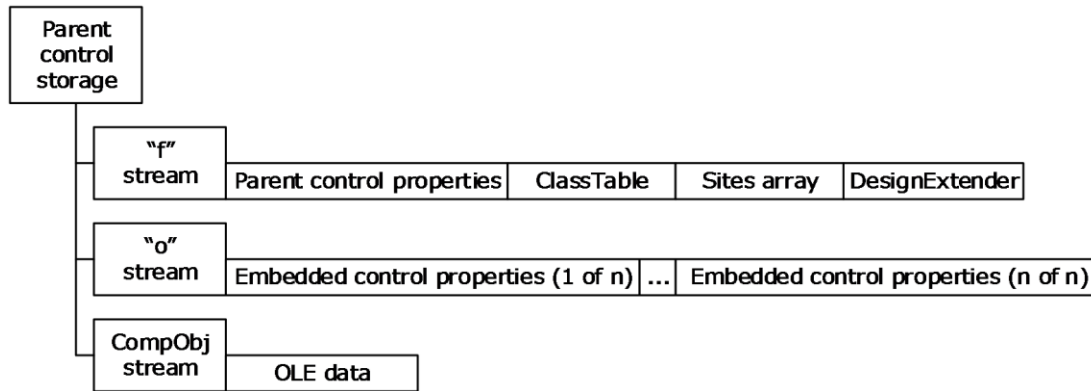 Parent
control
storage
“f”
stream
Parent control properties
ClassTable
Sites array
DesignExtender
“o”
stream
Embedded control properties (1 of n)
...
Embedded control properties (n of n)
CompObj
stream
OLE data